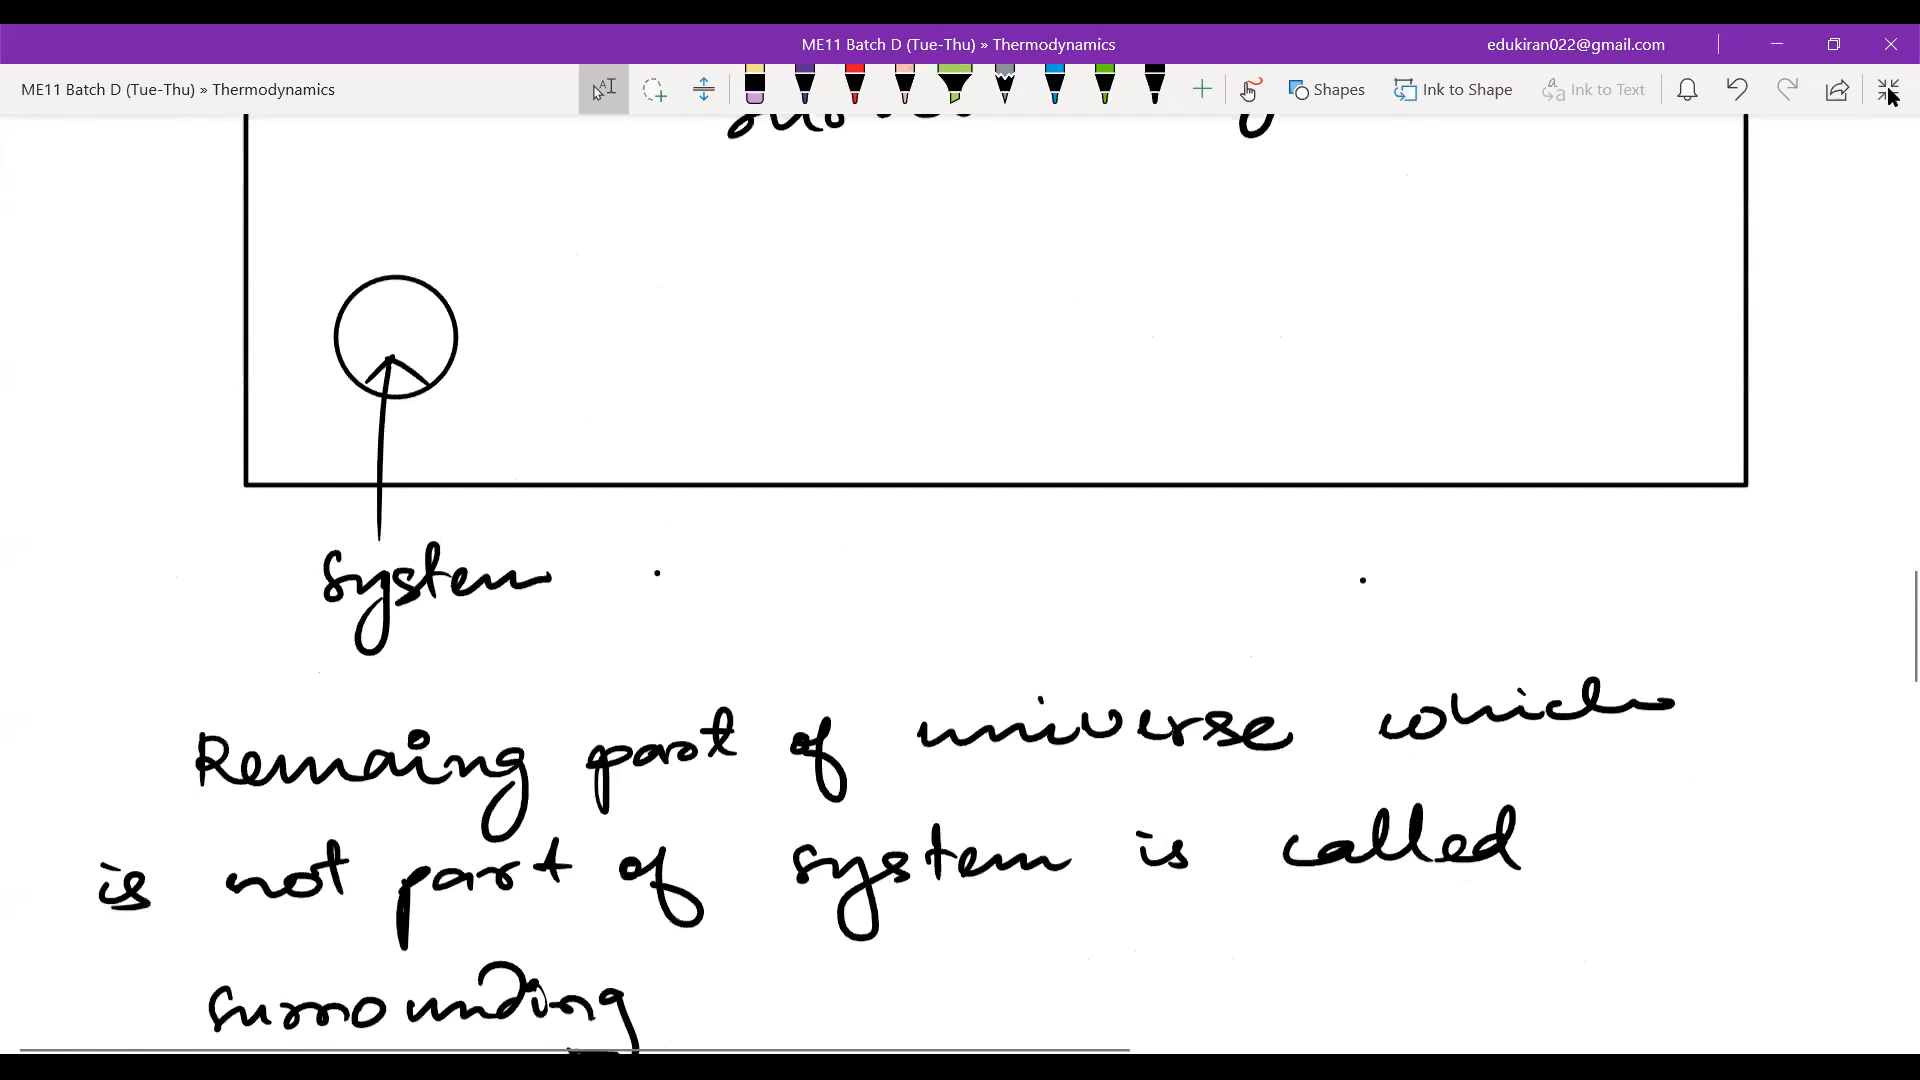 ME11 Batch D (Tue-Thu) » Thermodynamics
edukiran022@gmail.com
ME11 Batch D (Tue-Thu) » Thermodynamics
Shapes
Ink to Shape
Ink to Text
system
Remaing part of universe which
is not part of system is called
surrounding